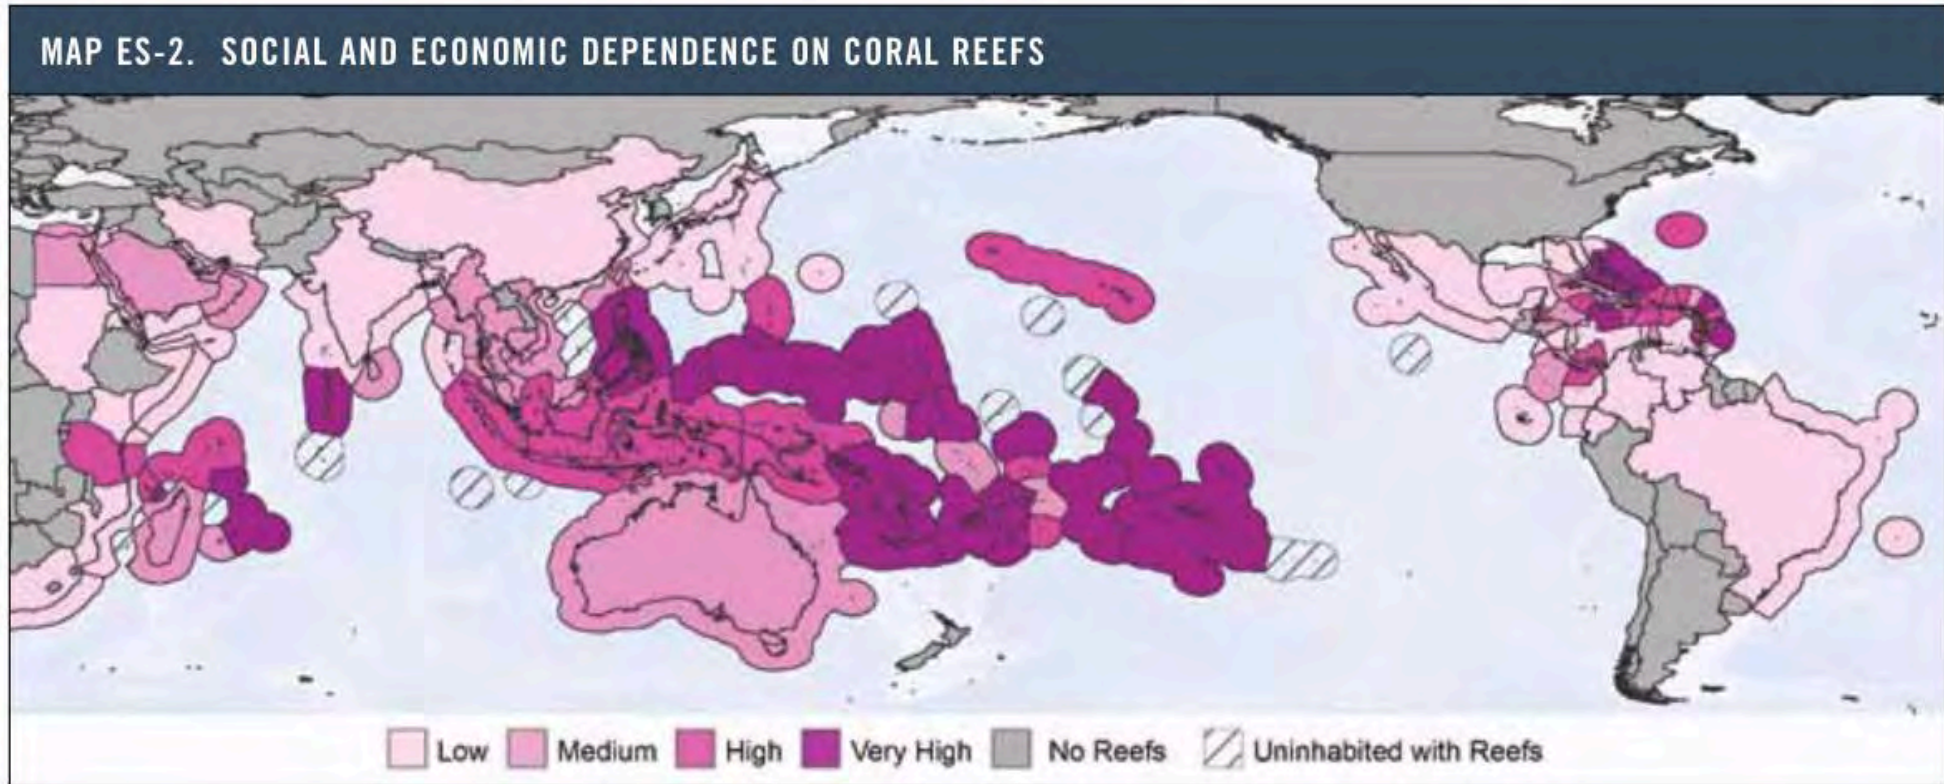 MAP ES-2. SOCIAL AND ECONOMIC DEPENDENCE ON CORAL REEFS
Low Medium High Very High No Reefs Uninhabited with Reefs